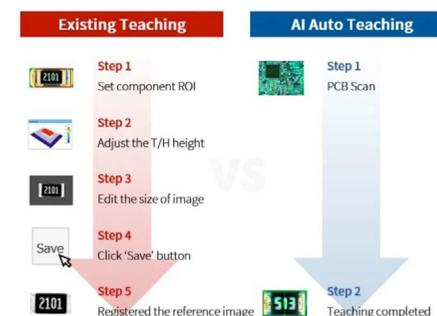 Existing Teaching
AI Auto Teaching
2101
Step 1
Set component ROI
Step 1
PCB Scan
Step 2
Adjust the T/H height
VS
2101
Step 3
Edit the size of image
Save
Step 4
Click 'Save' button
2101
Step 5
Registered the reference image
513
Step 2
Teaching completed